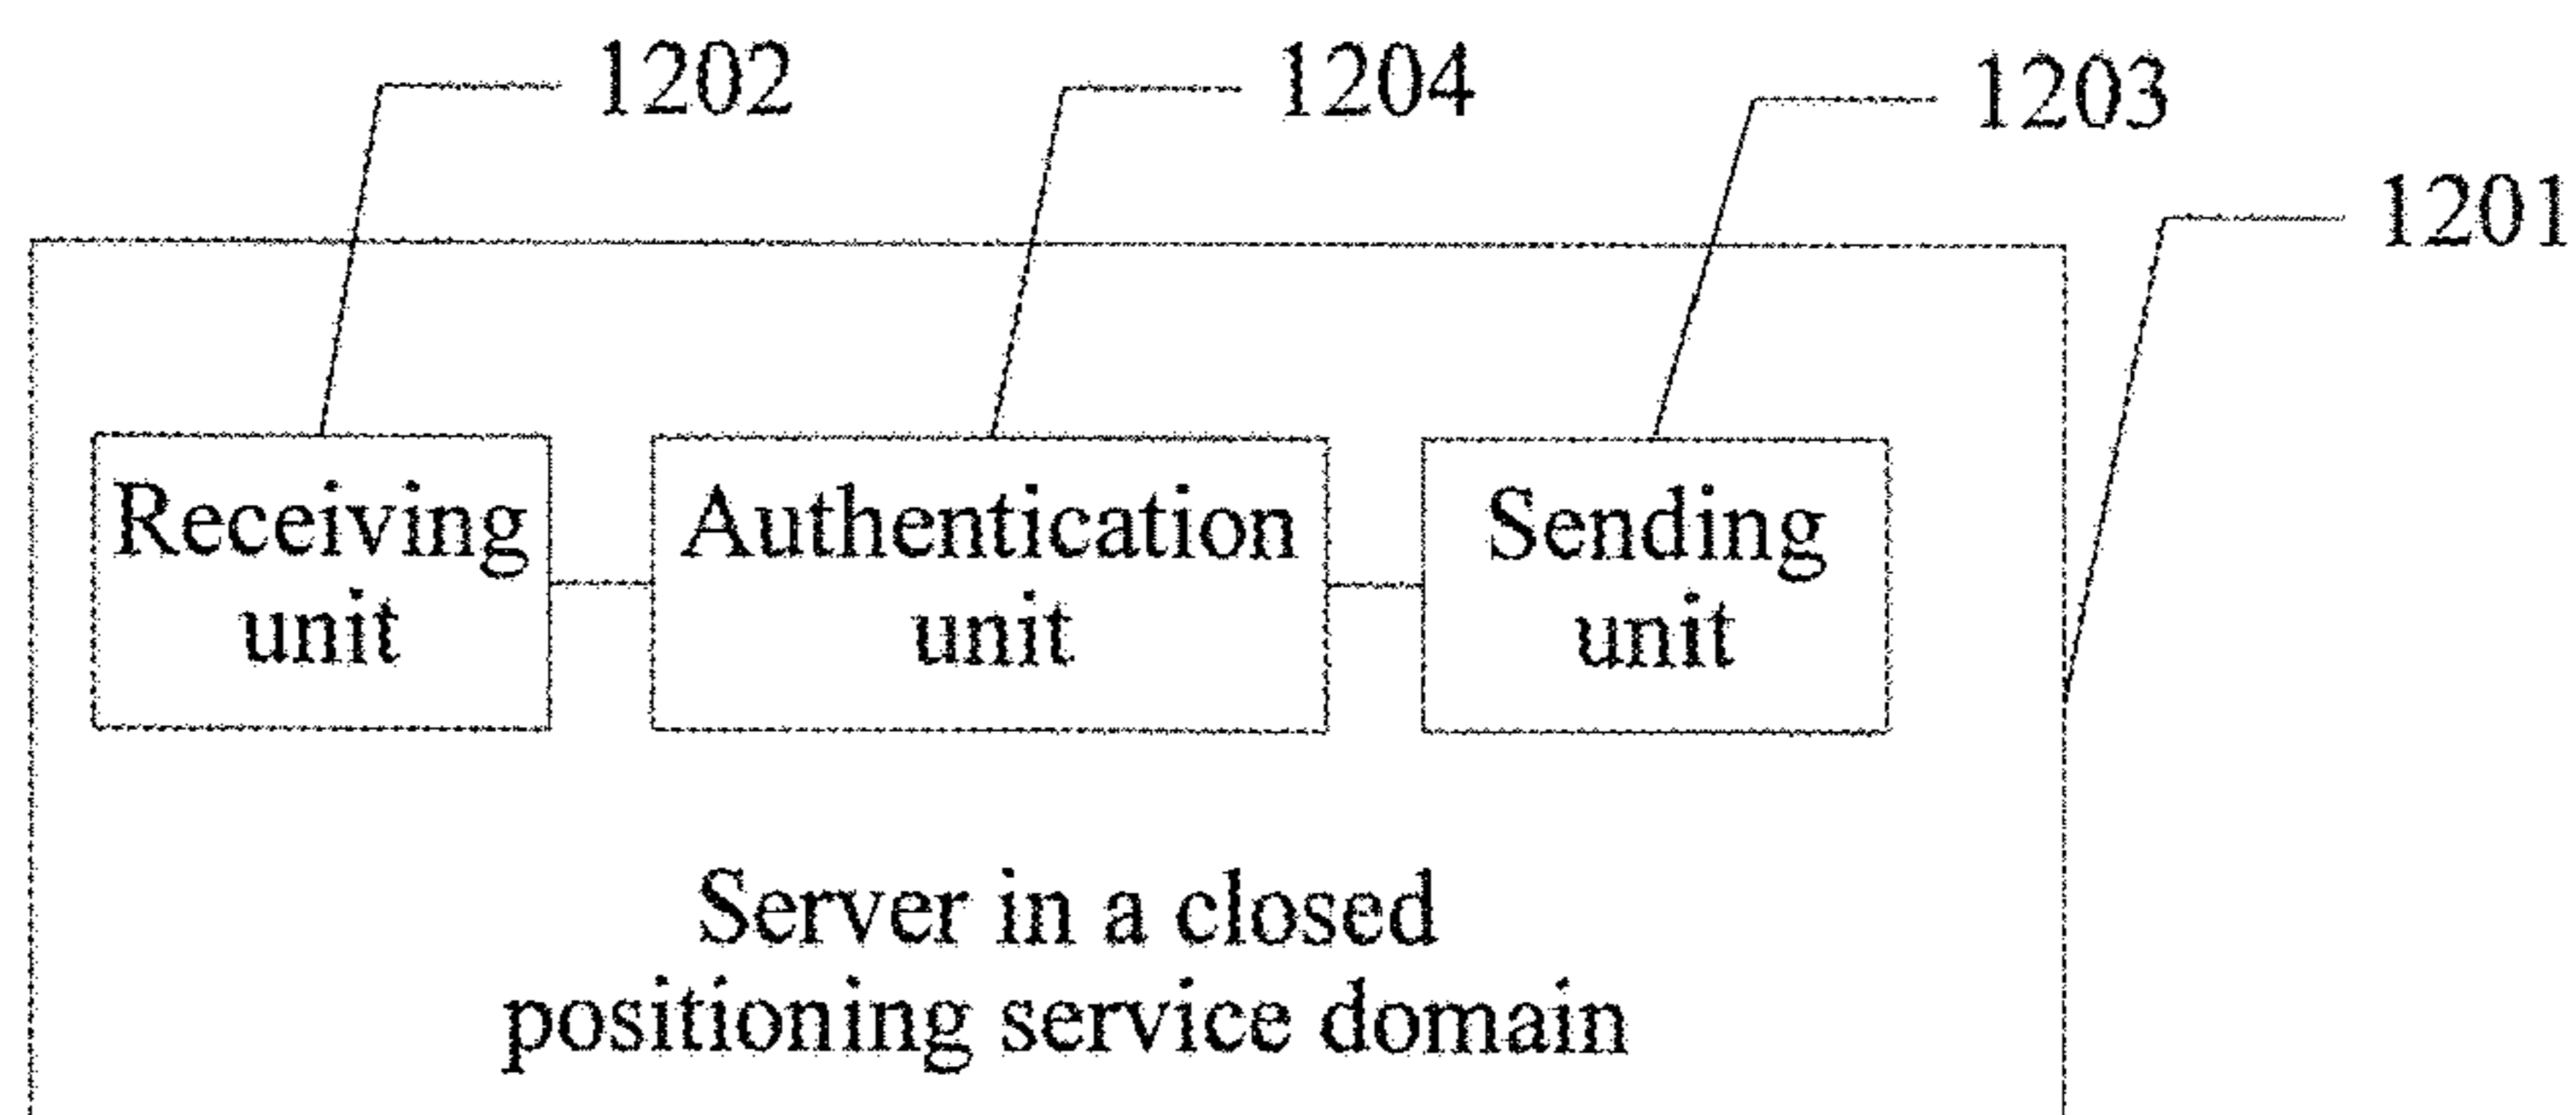 1202
1204
1203
1201
Receiving
unit
Authentication
unit
Sending
unit
Server in a closed
positioning service domain